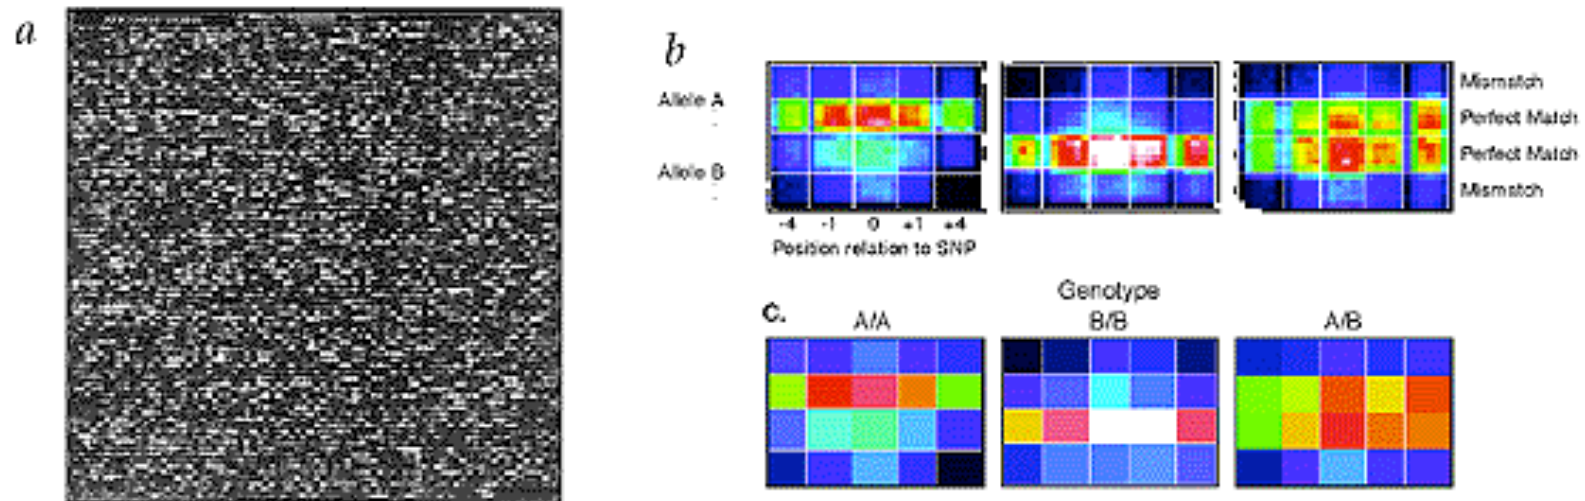 a
b
Allele A
Allele B
Mismatch
Perfect Match
Perfect Match
Mismatch
-4 -1 0 +1 +4
Position relation to SNP
Genotype
c.
A/A B/B A/B